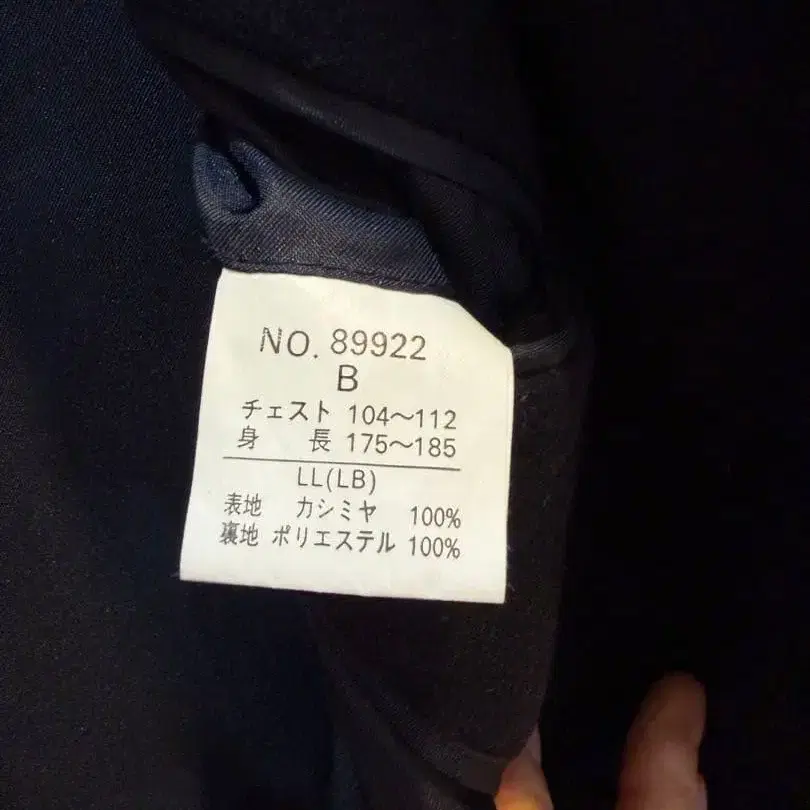 NO. 89922
B
チェスト 104〜112
身 長 175〜185
LL(LB)
表地 カシミヤ 100%
裏地 ポリエステル 100%